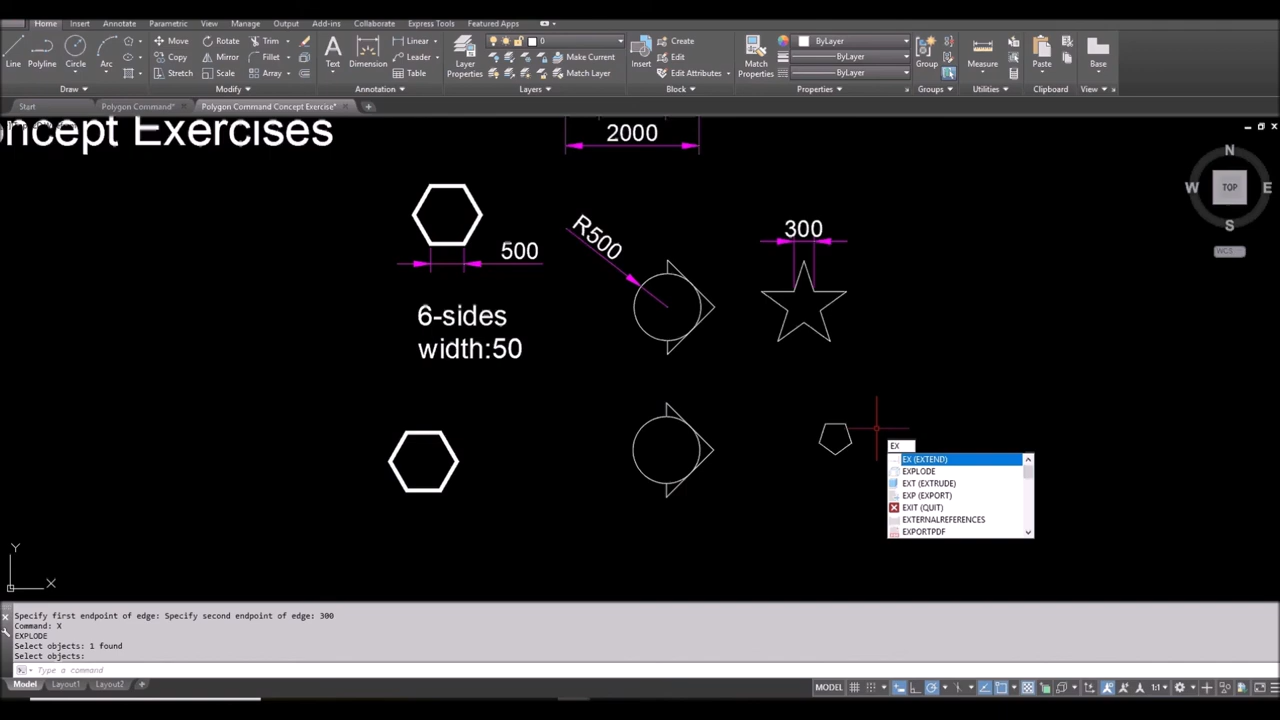 Home Insert Annotate Parametric View Manage Output Add-ins Collaborate Express Tools Featured Apps
Line Polyline Circle Arc
Move Rotate Trim
Copy Mirror Fillet
Stretch Scale Array
Text Dimension
Linear
Leader
Table
Layer Properties
0
Make Current
Match Layer
Insert
Create
Edit
Edit Attributes
Match Properties
ByLayer
ByLayer
ByLayer
Group Measure Paste Base
Draw Modify Annotation Layers Block Properties Groups Utilities Clipboard View
Start Polygon Command* Polygon Command Concept Exercise*
ncept Exercises
2000
TOP
N
W
E
S
WCS
500
R500
300
6-sides
width:50
EX
EX (EXTEND)
EXPLODE
EXT (EXTRUDE)
EXP (EXPORT)
EXIT (QUIT)
EXTERNALREFERENCES
EXPORTPDF
Y
X
Specify first endpoint of edge: Specify second endpoint of edge: 300
Command: X
EXPLODE
Select objects: 1 found
Select objects:
Type a command
Model Layout1 Layout2
MODEL
1:1